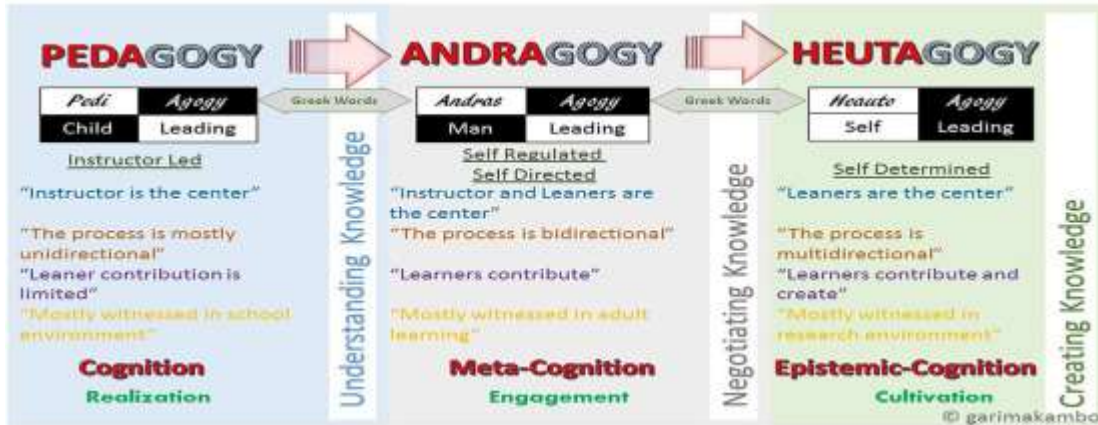 PEDAGOGY
Pedi Agogy
Child Leading
Instructor Led
"Instructor is the center"
"The process is mostly
unidirectional"
"Leaner contribution is
limited"
"Mostly witnessed in school
environment"
Cognition
Realization
Understanding Knowledge
Greek Words
ANDRAGOGY
Andras Agogy
Man Leading
Self Regulated
Self Directed
"Instructor and Leaners are
the center"
"The process is bidirectional"
"Learners contribute"
"Mostly witnessed in adult
learning"
Meta-Cognition
Engagement
Negotiating Knowledge
Greek Words
HEUTAGOGY
Heauto Agogy
Self Leading
Self Determined
"Leaners are the center"
"The process is
multidirectional"
"Learners contribute and
create"
"Mostly witnessed in
research environment"
Epistemic-Cognition
Cultivation
Creating Knowledge
© garimakambo